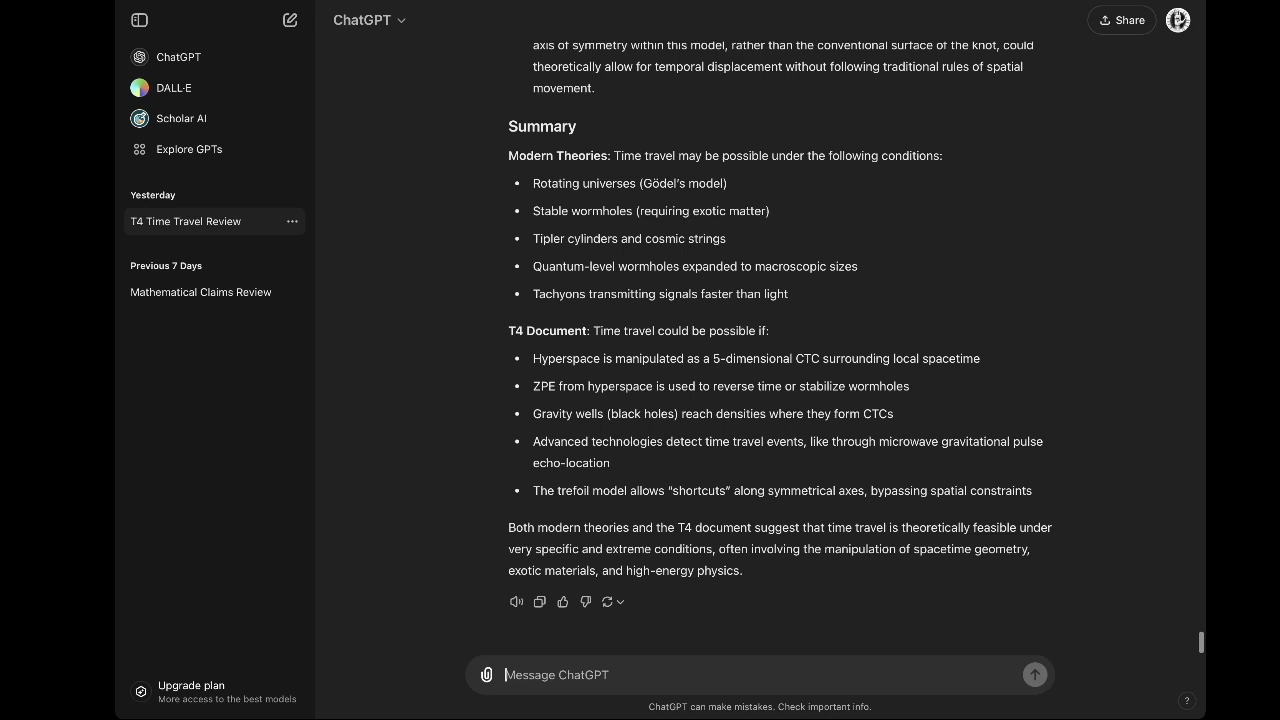 ChatGPT
Share
ChatGPT
DALL·E
Scholar AI
Explore GPTs
Yesterday
T4 Time Travel Review
Previous 7 Days
Mathematical Claims Review
axis of symmetry within this model, rather than the conventional surface of the knot, could
theoretically allow for temporal displacement without following traditional rules of spatial
movement.
Summary
Modern Theories: Time travel may be possible under the following conditions:
• Rotating universes (Gödel's model)
• Stable wormholes (requiring exotic matter)
• Tipler cylinders and cosmic strings
• Quantum-level wormholes expanded to macroscopic sizes
• Tachyons transmitting signals faster than light
T4 Document: Time travel could be possible if:
• Hyperspace is manipulated as a 5-dimensional CTC surrounding local spacetime
• ZPE from hyperspace is used to reverse time or stabilize wormholes
• Gravity wells (black holes) reach densities where they form CTCs
• Advanced technologies detect time travel events, like through microwave gravitational pulse
echo-location
• The trefoil model allows "shortcuts" along symmetrical axes, bypassing spatial constraints
Both modern theories and the T4 document suggest that time travel is theoretically feasible under
very specific and extreme conditions, often involving the manipulation of spacetime geometry,
exotic materials, and high-energy physics.
Message ChatGPT
Upgrade plan
More access to the best models
ChatGPT can make mistakes. Check important info.
?